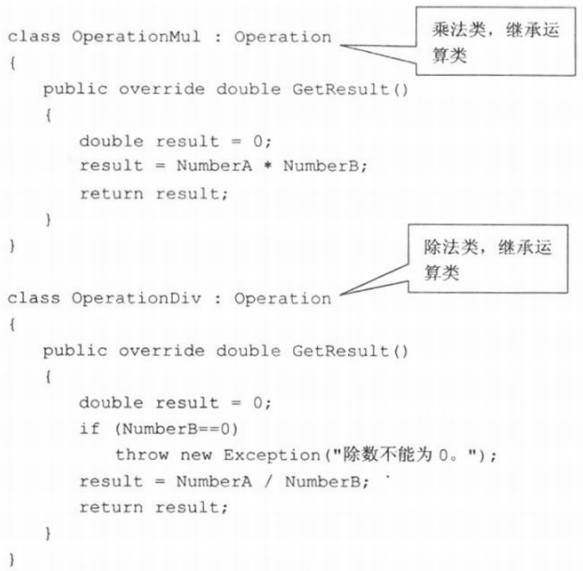 class OperationMul : Operation
乘法类，继承运
算类
{
public override double GetResult()
{
double result = 0;
result = NumberA * NumberB;
return result;
}
}
除法类，继承运
算类
class OperationDiv : Operation
{
public override double GetResult()
{
double result = 0;
if (NumberB==0)
throw new Exception("除数不能为 0。");
result = NumberA / NumberB;
return result;
}
}